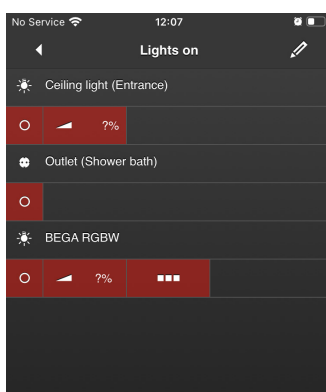 No Service 12:07
Lights on
Ceiling light (Entrance)
?%
Outlet (Shower bath)
BEGA RGBW
?%